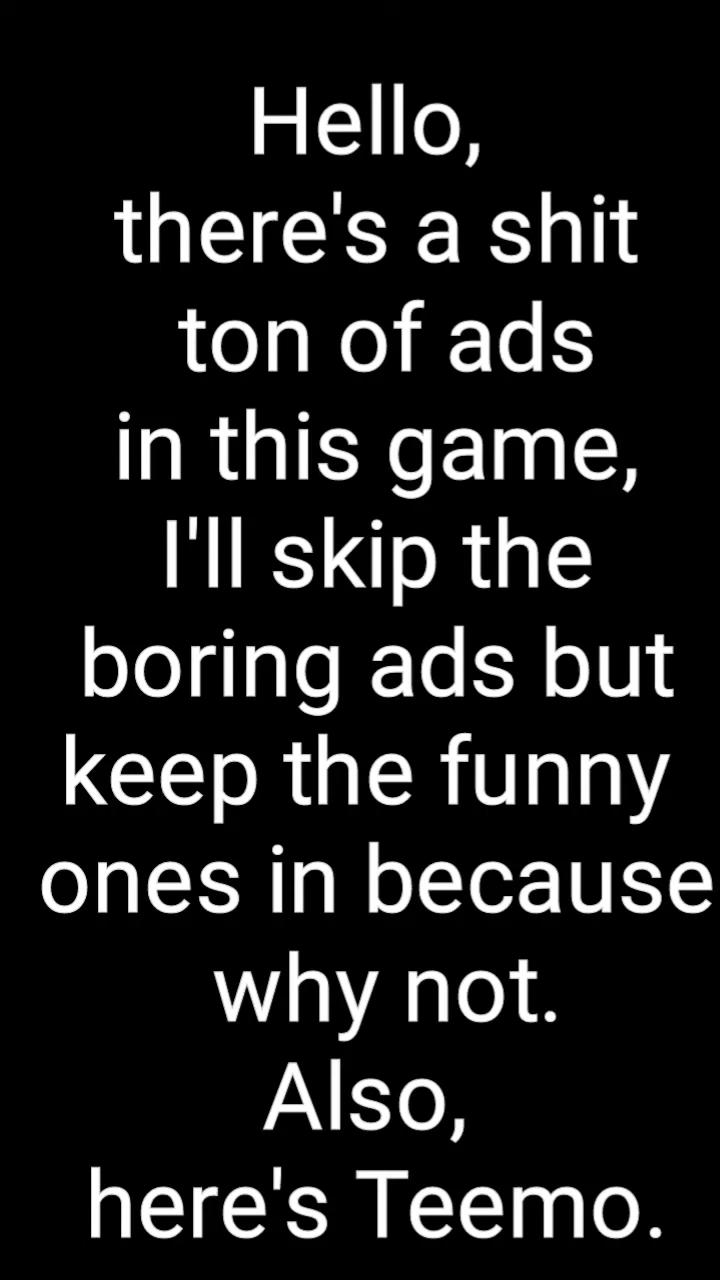 Hello,
there's a shit
ton of ads
in this game,
I'll skip the
boring ads but
keep the funny
ones in because
why not.
Also,
here's Teemo.